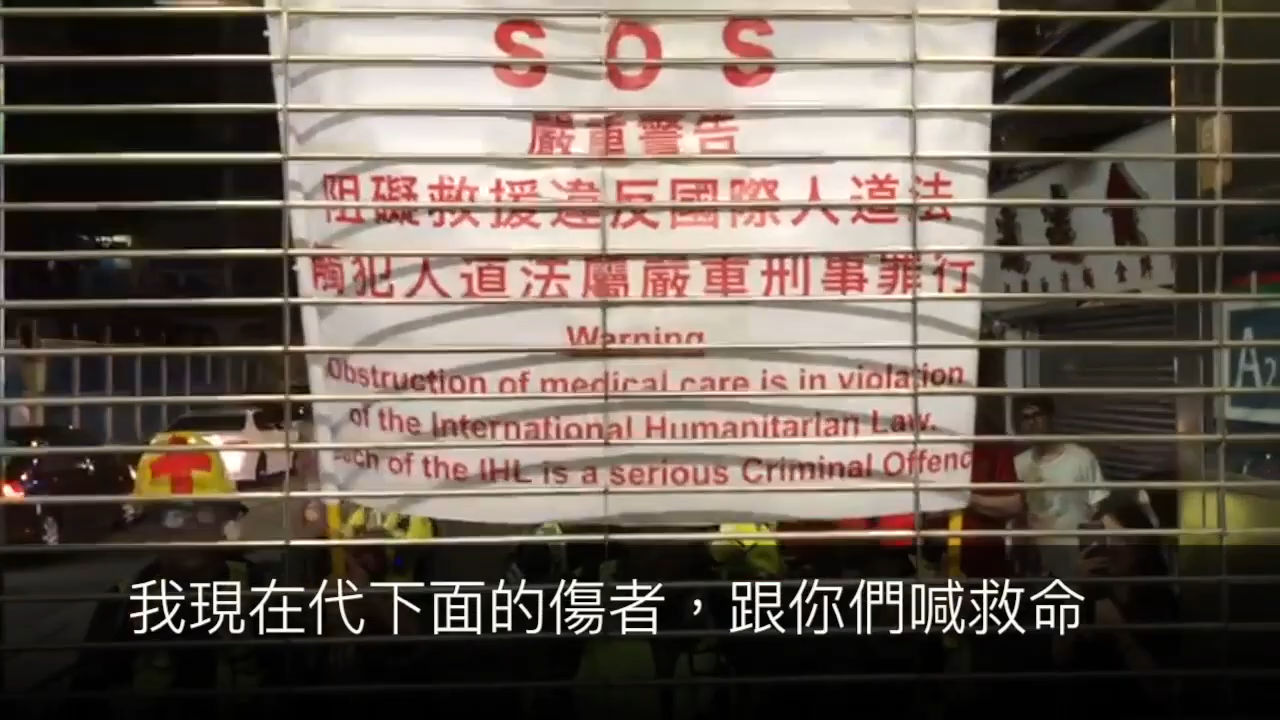 SOS
嚴重警告
阻礙救援違反國際人道法
觸犯人道法屬嚴重刑事罪行
Warning
Obstruction of medical care is in violation
of the International Humanitarian Law.
of the IHL is a serious Criminal
A2
我現在代下面的傷者，跟你們喊救命